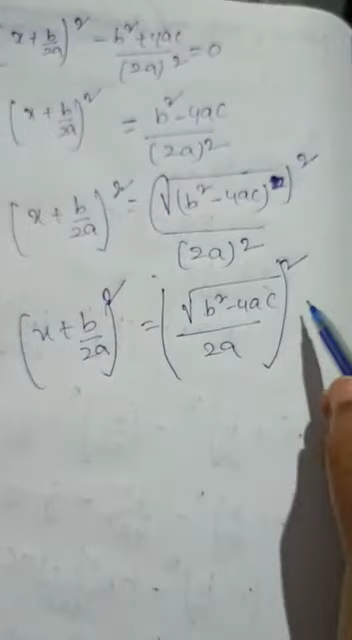 (x + b/2a)² - b² + 4ac/(2a)² = 0
(x + b/2a)² = b² - 4ac/(2a)²
(x + b/2a)² = (√(b² - 4ac))²/(2a)²
(x + b/2a)² = (√b² - 4ac/2a)²